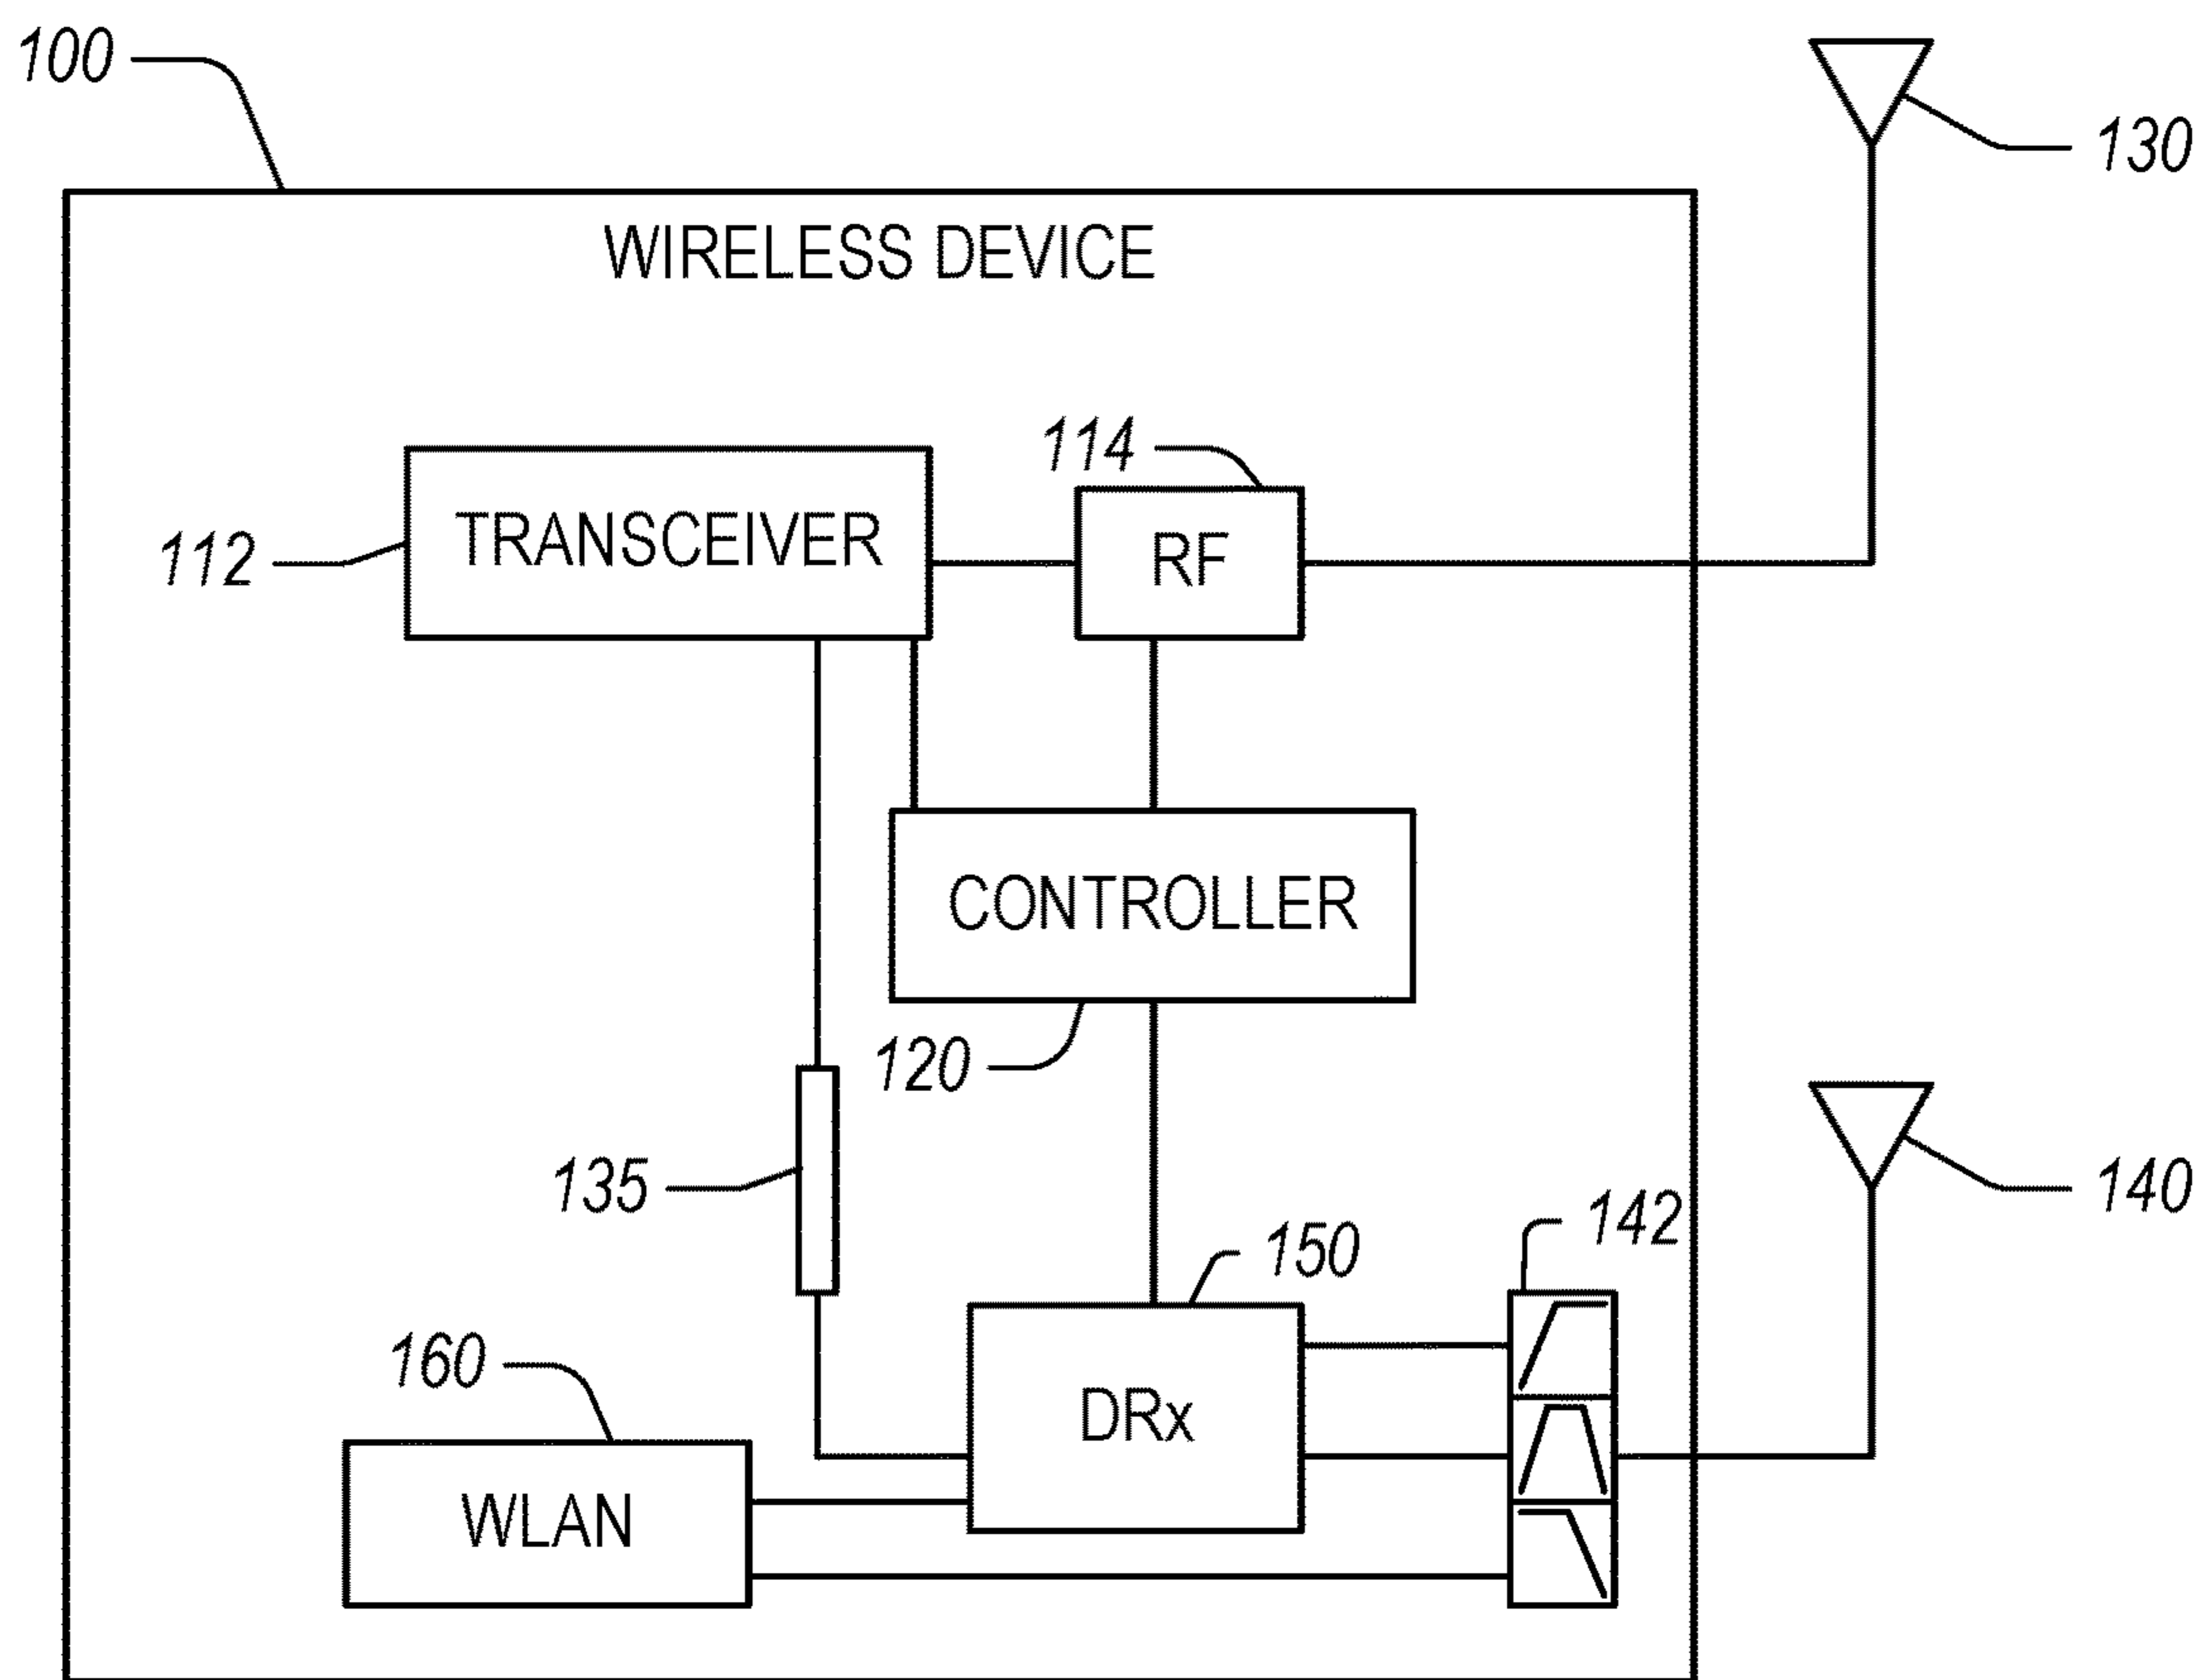 100
130
WIRELESS DEVICE
114
TRANSCEIVER
RF
112
CONTROLLER
120
135
140
142
150
160
DRx
WLAN